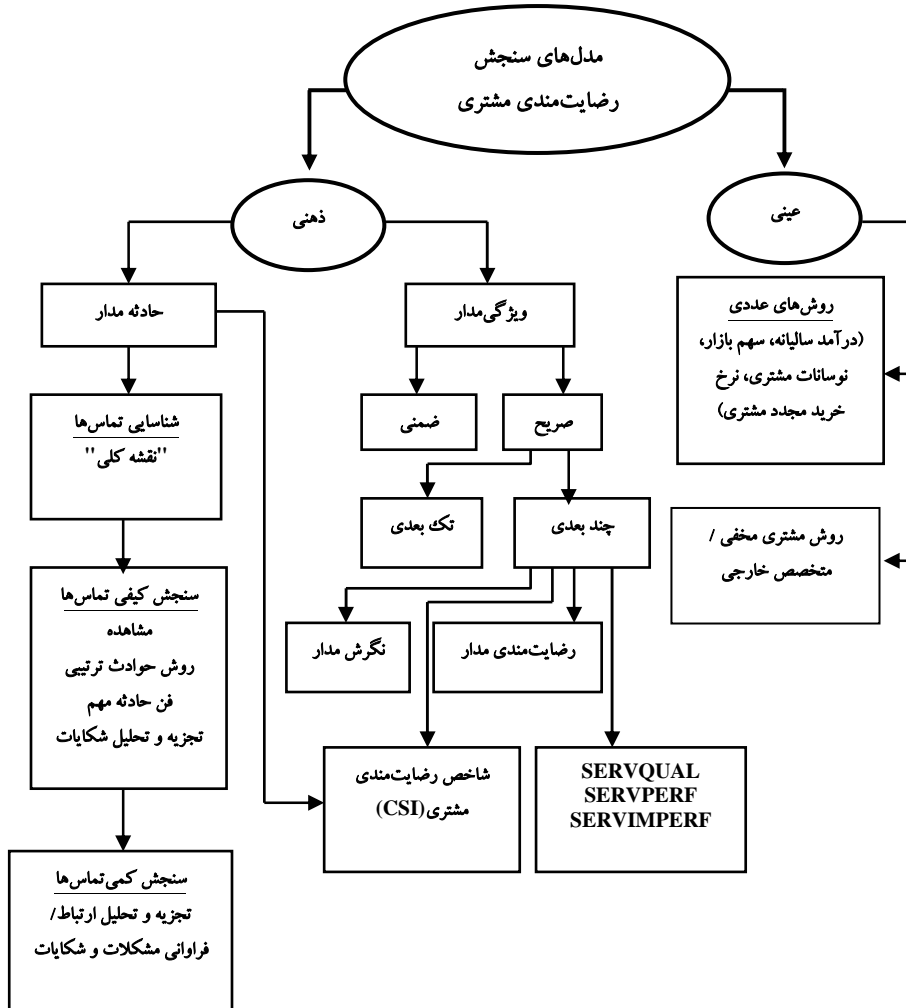 مدل‌های سنجش
رضایت‌مندی مشتری
عینی
ذهنی
روش‌های عددی
(درآمد سالیانه، سهم بازار،
نوسانات مشتری، نرخ
خرید مجدد مشتری)
روش مشتری مخفی /
متخصص خارجی
ویژگی‌مدار
حادثه مدار
صریح
ضمنی
چند بعدی
تک بعدی
رضایت‌مندی مدار
نگرش مدار
SERVQUAL
SERVPERF
SERVIMPERF
شاخص رضایت‌مندی
مشتری(CSI)
شناسایی تماس‌ها
"نقشه کلی"
سنجش کیفی تماس‌ها
مشاهده
روش حوادث ترتیبی
فن حادثه مهم
تجزیه و تحلیل شکایات
سنجش کمی‌تماس‌ها
تجزیه و تحلیل ارتباط/
فراوانی مشکلات و شکایات